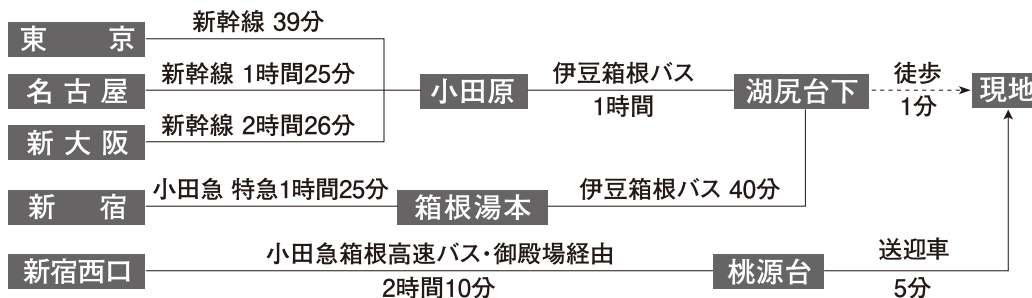 東京 新幹線 39分
名古屋 新幹線 1時間25分 小田原 伊豆箱根バス 1時間 湖尻台下 徒歩 1分 現地
新大阪 新幹線 2時間26分
新宿 小田急 特急1時間25分 箱根湯本 伊豆箱根バス 40分
新宿西口 小田急箱根高速バス・御殿場経由 2時間10分 桃源台 送迎車 5分